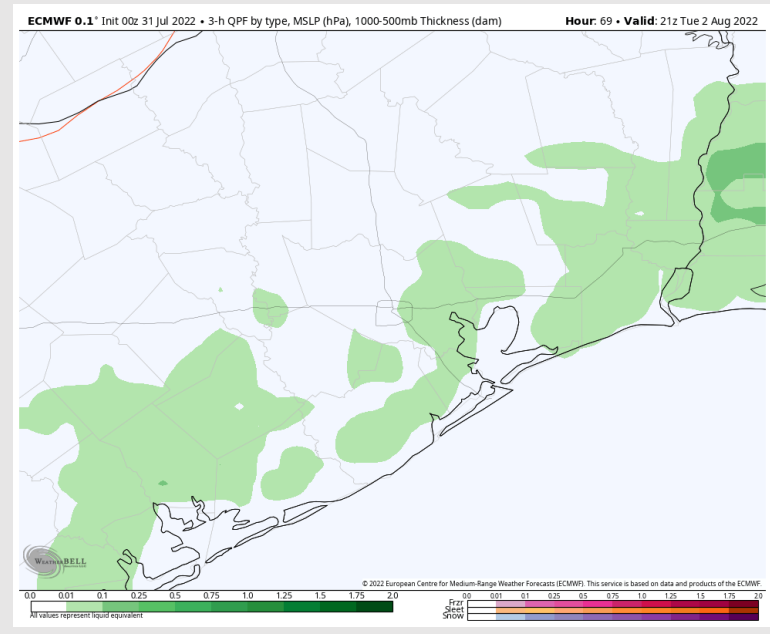 ECMWF 0.1° Init 00z 31 Jul 2022 • 3-h QPF by type, MSLP (hPa), 1000-500mb Thickness (dam) Hour: 69 • Valid: 21z Tue 2 Aug 2022
WEATHERBELL
© 2022 European Centre for Medium-Range Weather Forecasts (ECMWF). This service is based on data and products of the ECMWF.
0.0 0.01 0.1 0.25 0.5 0.75 1.0 1.25 1.5 1.75 2.0
All values represent liquid equivalent
0.0 0.01 0.1 0.25 0.5 0.75 1.0 1.25 1.5 1.75 2.0
Frzr
Sleet
Snow